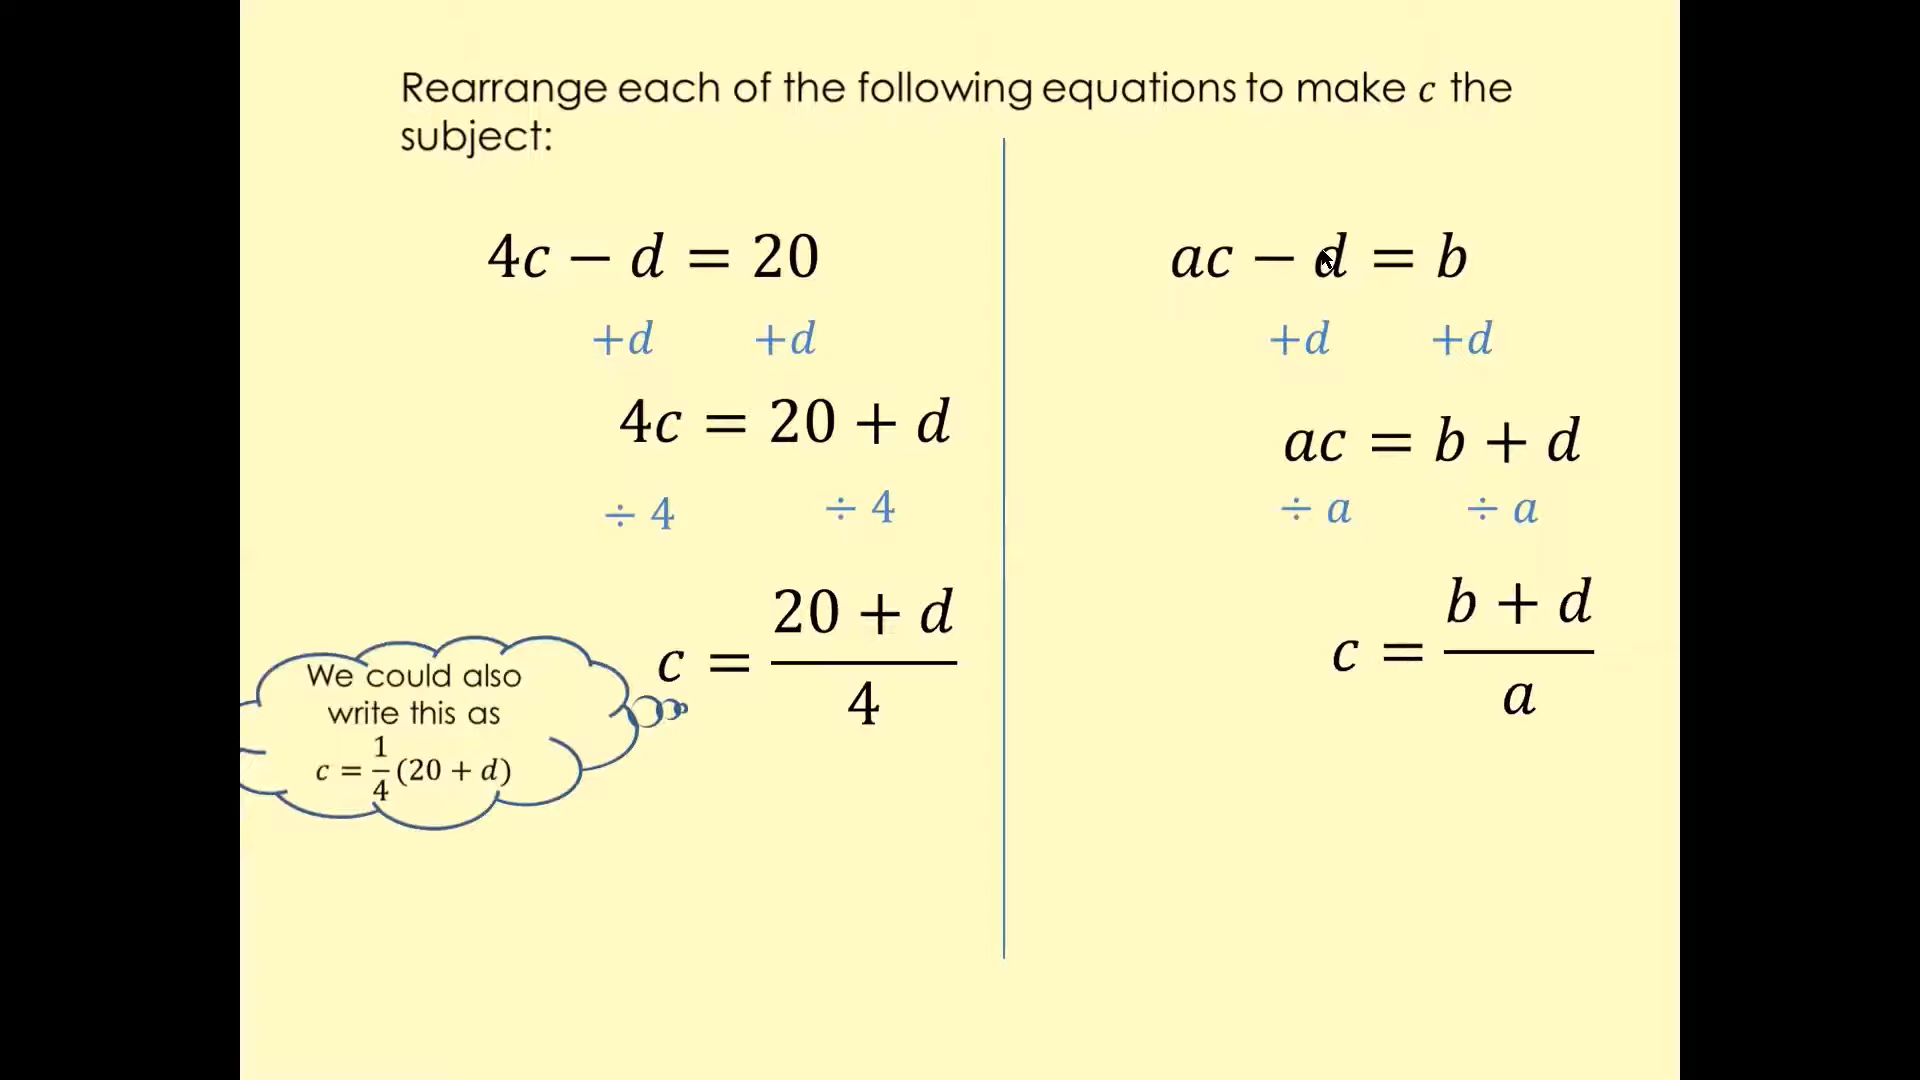 Rearrange each of the following equations to make c the
subject:
4c − d = 20
+d +d
4c = 20 + d
÷ 4 ÷ 4
c = (20 + d)/4
We could also
write this as
c = 1/4 (20 + d)
ac − d = b
+d +d
ac = b + d
÷ a ÷ a
c = (b + d)/a